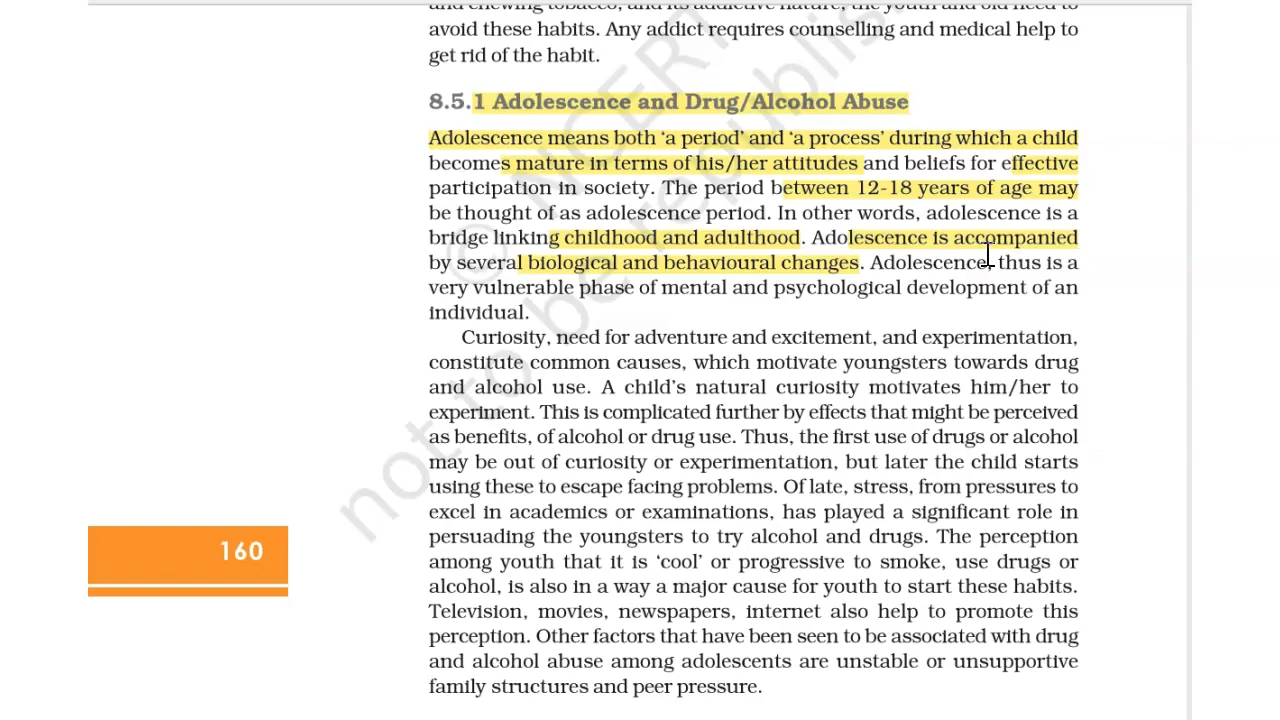 and chewing tobacco, and its addictive nature, the youth and old need to
avoid these habits. Any addict requires counselling and medical help to
get rid of the habit.
8.5.1 Adolescence and Drug/Alcohol Abuse
Adolescence means both ‘a period’ and ‘a process’ during which a child
becomes mature in terms of his/her attitudes and beliefs for effective
participation in society. The period between 12-18 years of age may
be thought of as adolescence period. In other words, adolescence is a
bridge linking childhood and adulthood. Adolescence is accompanied
by several biological and behavioural changes. Adolescence, thus is a
very vulnerable phase of mental and psychological development of an
individual.
Curiosity, need for adventure and excitement, and experimentation,
constitute common causes, which motivate youngsters towards drug
and alcohol use. A child’s natural curiosity motivates him/her to
experiment. This is complicated further by effects that might be perceived
as benefits, of alcohol or drug use. Thus, the first use of drugs or alcohol
may be out of curiosity or experimentation, but later the child starts
using these to escape facing problems. Of late, stress, from pressures to
excel in academics or examinations, has played a significant role in
persuading the youngsters to try alcohol and drugs. The perception
among youth that it is ‘cool’ or progressive to smoke, use drugs or
alcohol, is also in a way a major cause for youth to start these habits.
Television, movies, newspapers, internet also help to promote this
perception. Other factors that have been seen to be associated with drug
and alcohol abuse among adolescents are unstable or unsupportive
family structures and peer pressure.
160
© NCERT
not to be republis